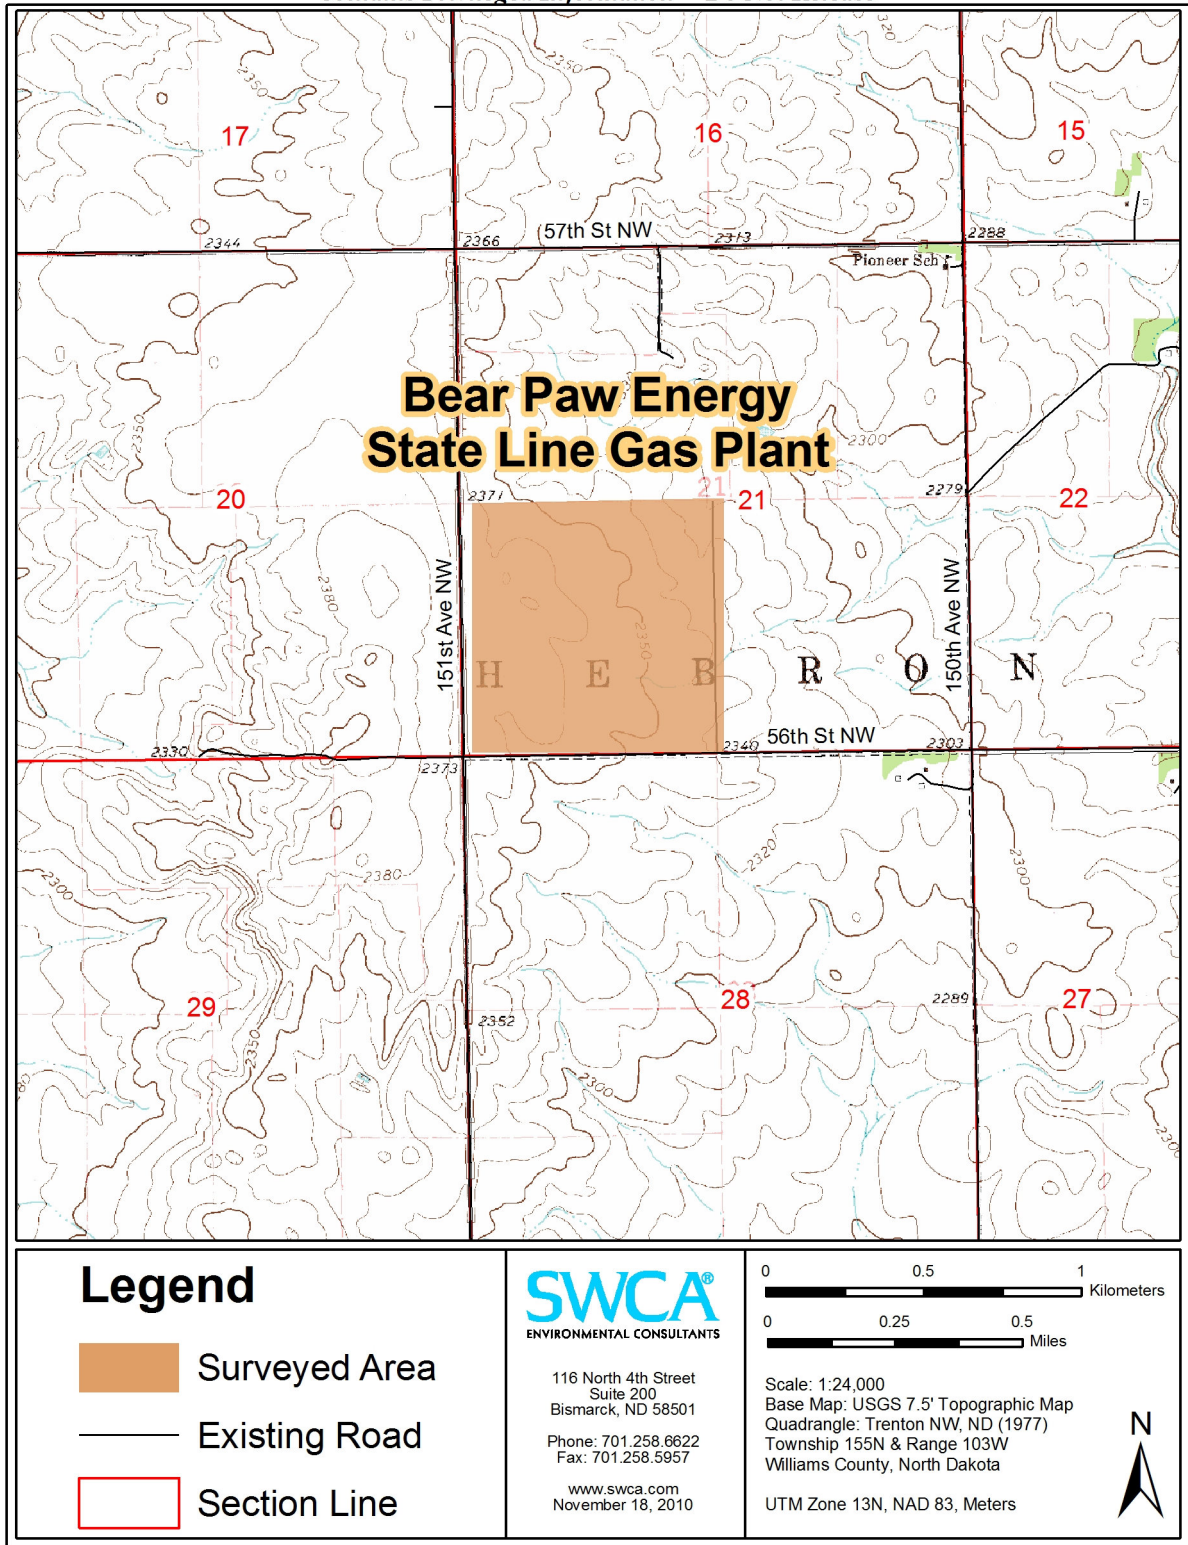 17
16
15
2350
2350
2320
57th St NW
2344
2366
2313
2288
Pioneer Sch
Bear Paw Energy
State Line Gas Plant
2350
2300
2371
21
2279
20
21
22
2380
151st Ave NW
2350
150th Ave NW
H E B R O N
56th St NW
2330
2373
2340
2303
2380
2320
2300
2300
29
28
27
2289
2352
2350
2300
Legend
Surveyed Area
Existing Road
Section Line
SWCA®
ENVIRONMENTAL CONSULTANTS
116 North 4th Street
Suite 200
Bismarck, ND 58501
Phone: 701.258.6622
Fax: 701.258.5957
www.swca.com
November 18, 2010
0 0.5 1
Kilometers
0 0.25 0.5
Miles
Scale: 1:24,000
Base Map: USGS 7.5' Topographic Map
Quadrangle: Trenton NW, ND (1977)
Township 155N & Range 103W
Williams County, North Dakota
UTM Zone 13N, NAD 83, Meters
N